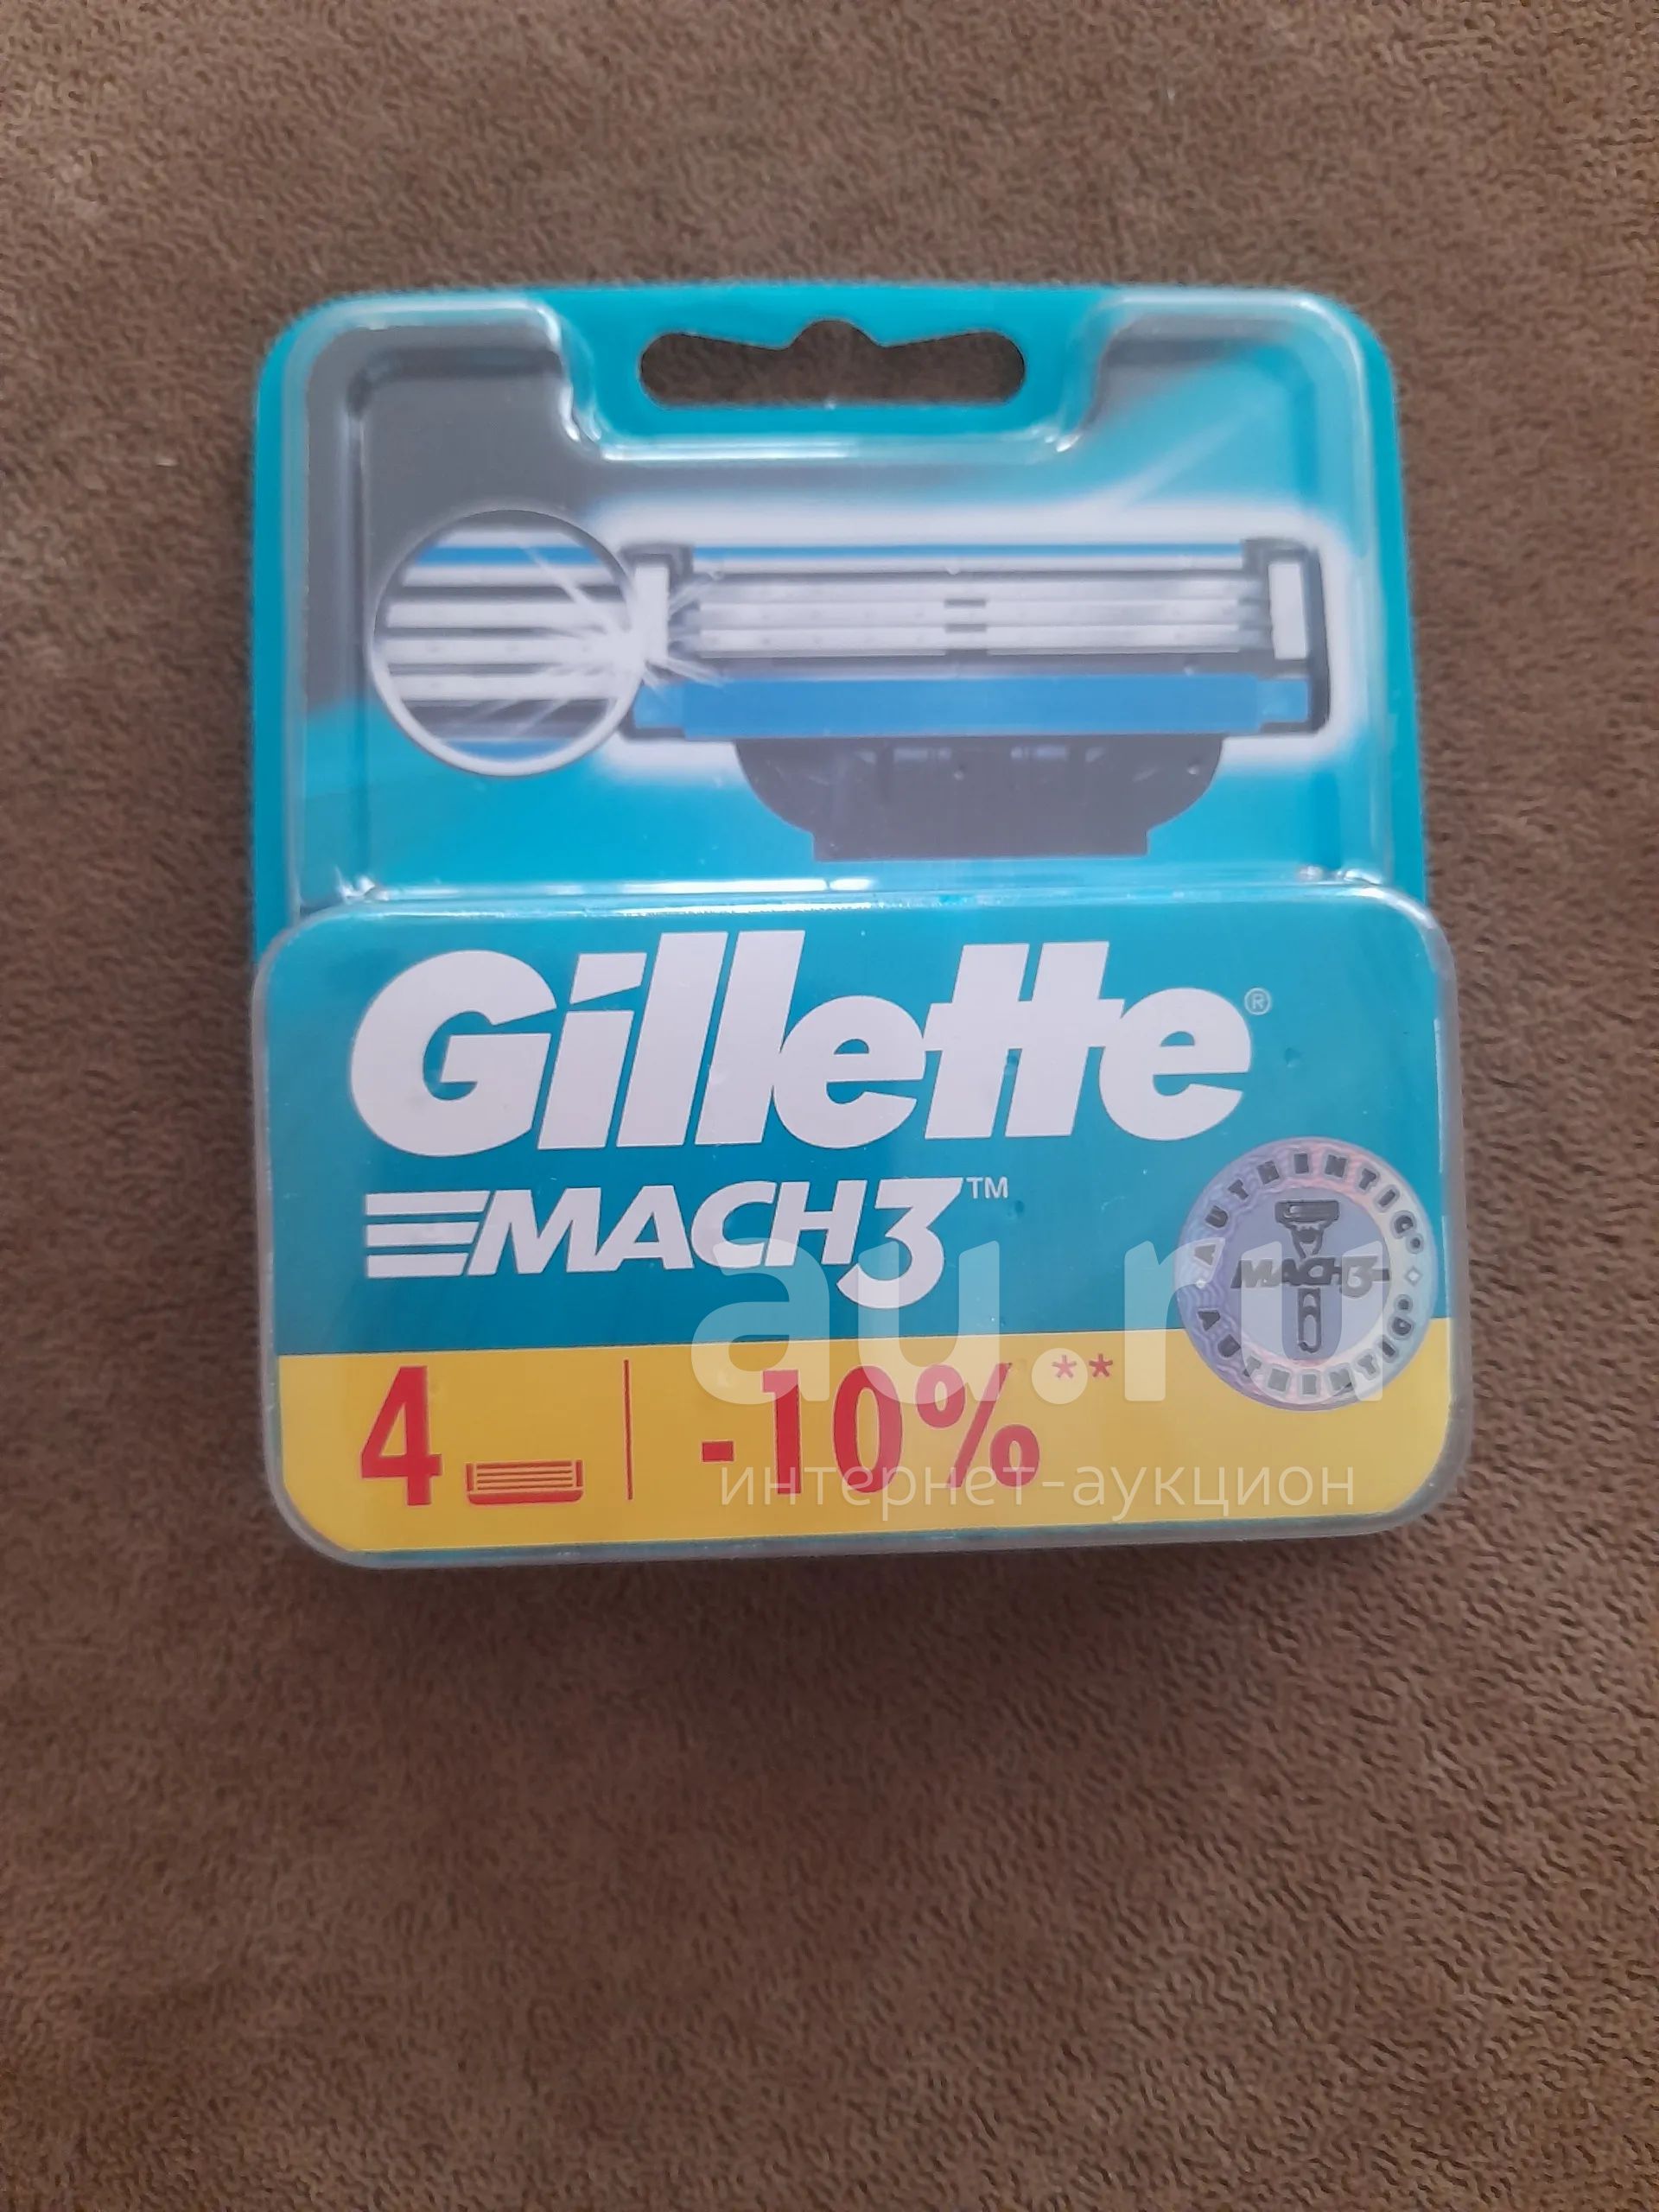 Gillette®
MACH3™
AUTHENTIC
MACH3
AUTHENTIC
4 | -10%**
au.ru
интернет-аукцион